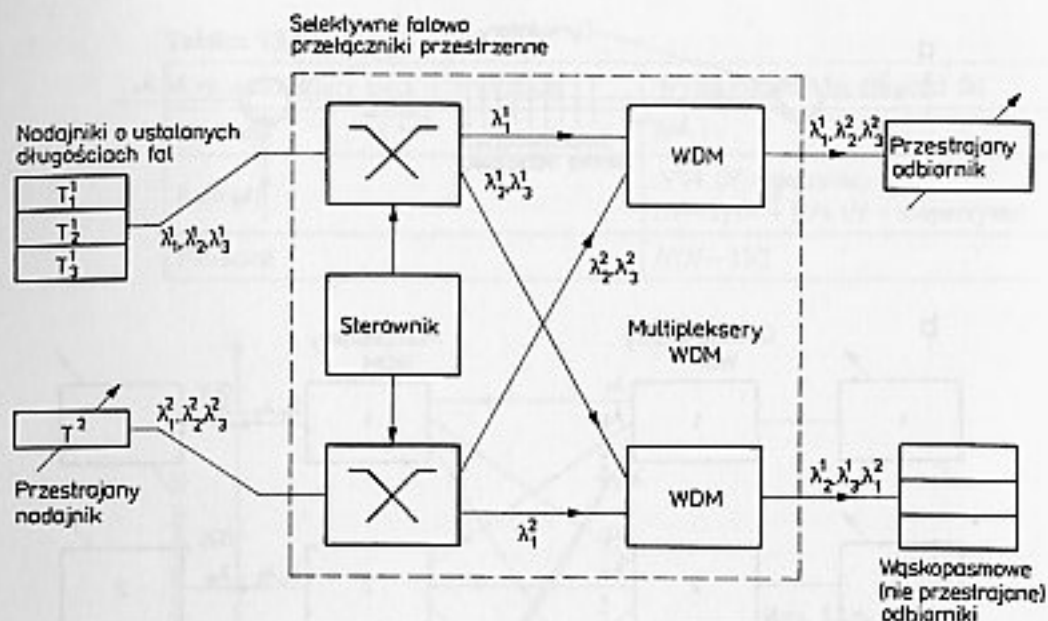 Selektywne falowo
przełączniki przestrzenne
Nadajniki o ustalonych
długościach fal
T₁¹
T₂¹
T₃¹
λ₁¹, λ₂¹, λ₃¹
λ₁¹
λ₂¹, λ₃¹
WDM
λ₁¹, λ₂², λ₃²
Przestrajany
odbiornik
Sterownik
λ₂², λ₃²
Multipleksery
WDM
λ₁², λ₂² λ₃²
T²
Przestrajany
nadajnik
λ₁²
WDM
λ₂¹, λ₃¹, λ₁²
Wąskopasmowe
(nie przestrajane)
odbiorniki